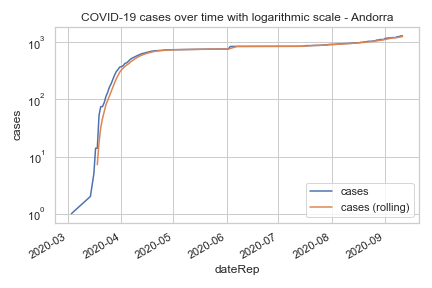 COVID-19 cases over time with logarithmic scale - Andorra
10³
10²
10¹
10⁰
cases
cases
cases (rolling)
2020-03
2020-04
2020-05
2020-06
2020-07
2020-08
2020-09
dateRep